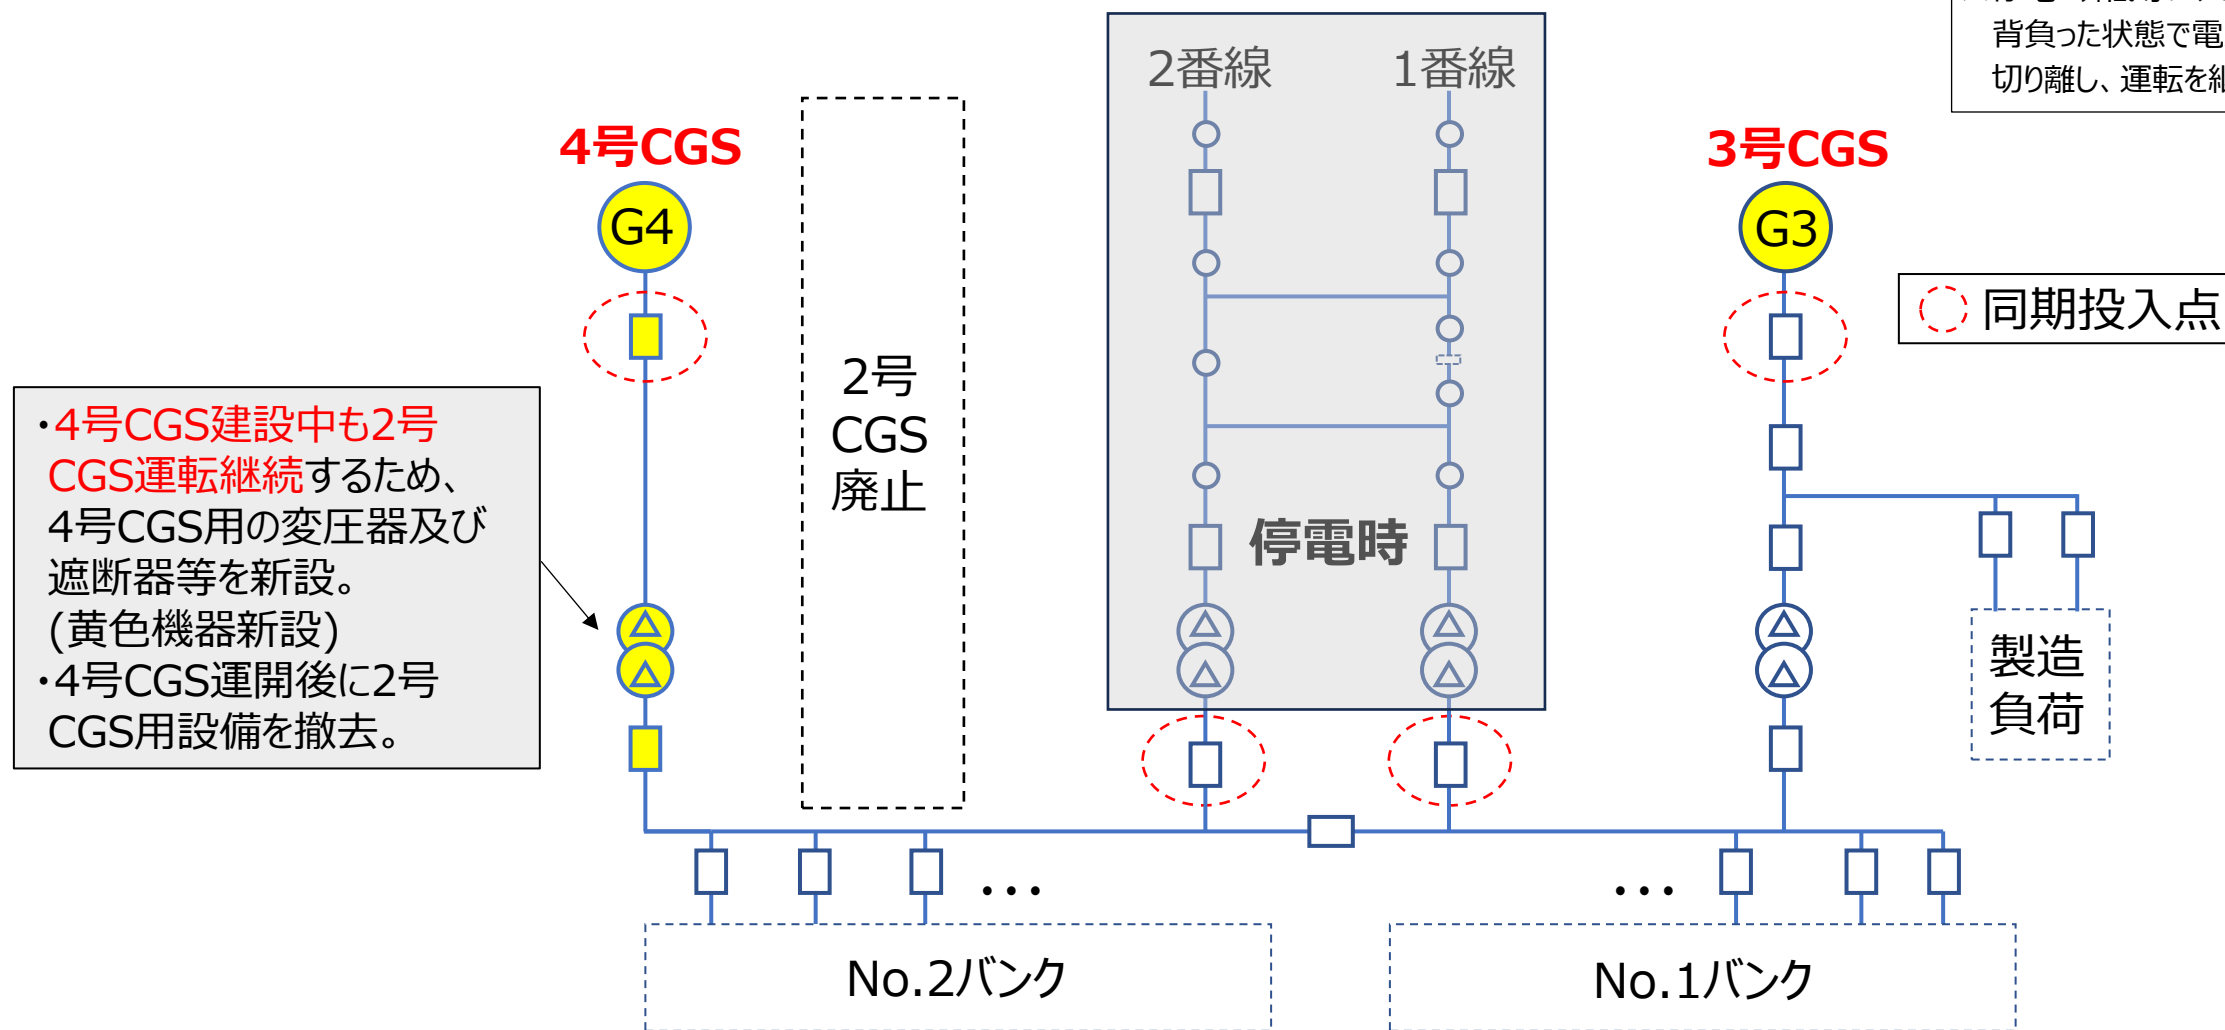 背負った状態で電
切り離し、運転を継
2番線
1番線
4号CGS
3号CGS
G4
G3
同期投入点
2号
CGS
廃止
・4号CGS建設中も2号
CGS運転継続するため、
4号CGS用の変圧器及び
遮断器等を新設。
(黄色機器新設)
・4号CGS運開後に2号
CGS用設備を撤去。
停電時
製造
負荷
…
…
No.2バンク
No.1バンク